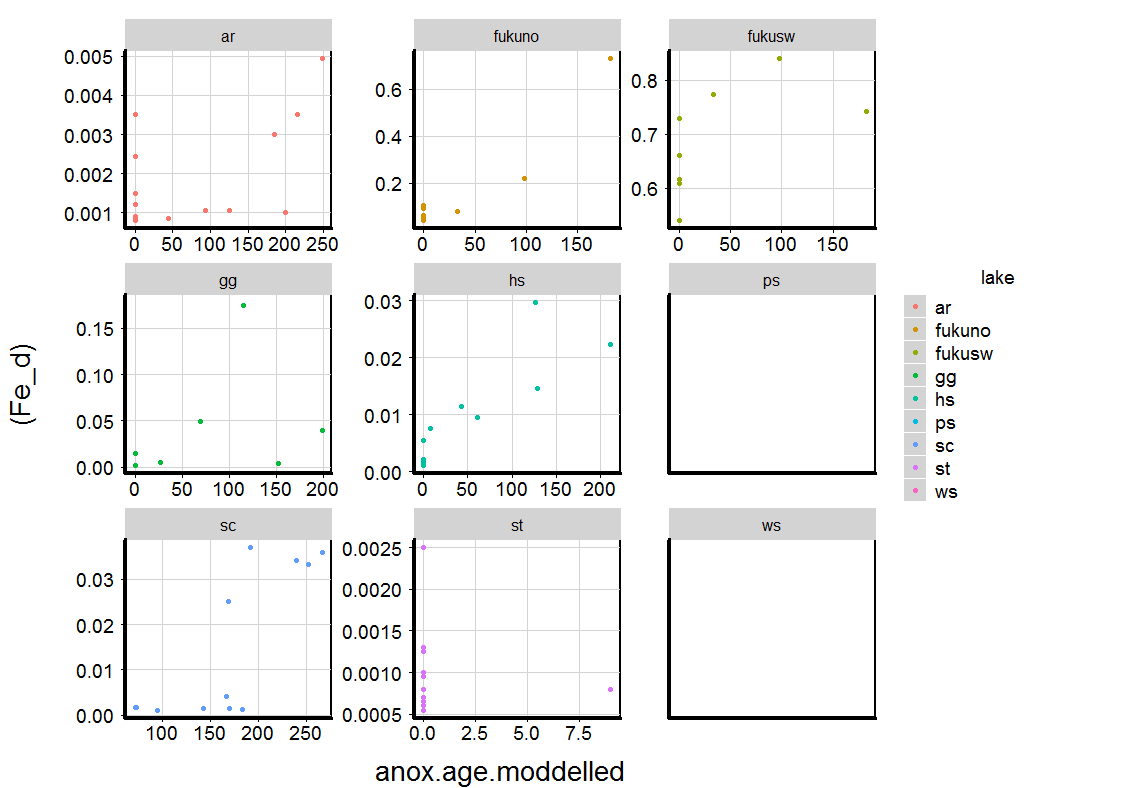 ar fukuno fukusw
0.005
0.004
0.003
0.002
0.001
0.6
0.4
0.2
0.8
0.7
0.6
0 50 100 150 200 250
0 50 100 150
0 50 100 150
gg hs ps
0.15
0.10
0.05
0.00
0.03
0.02
0.01
0.00
0 50 100 150 200
0 50 100 150 200
sc st ws
0.03
0.02
0.01
0.00
0.0025
0.0020
0.0015
0.0010
0.0005
100 150 200 250
0.0 2.5 5.0 7.5
anox.age.moddelled
(Fe_d)
lake
ar
fukuno
fukusw
gg
hs
ps
sc
st
ws